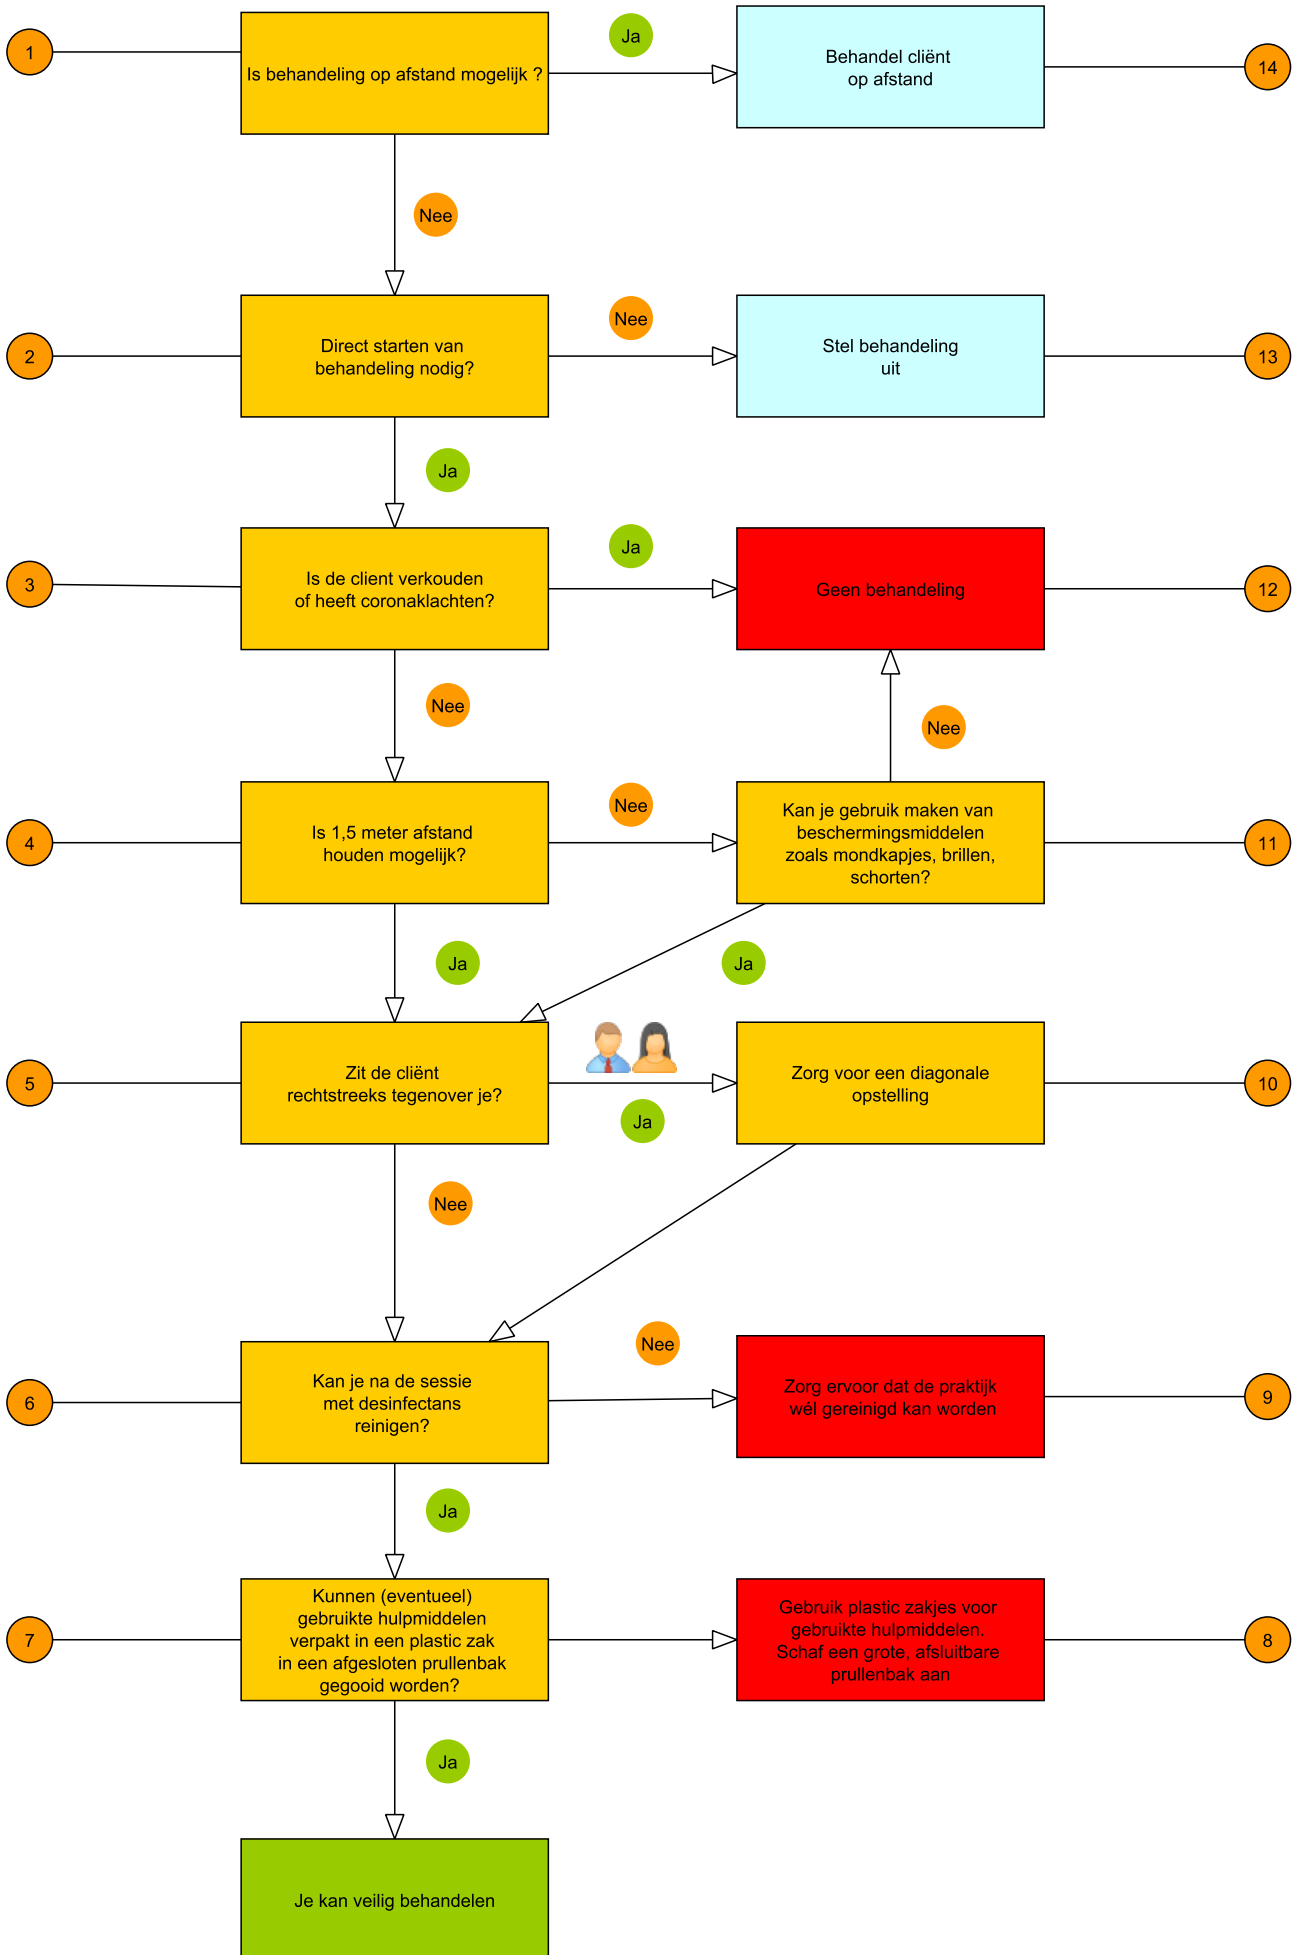 1
Is behandeling op afstand mogelijk ?
Ja
Behandel cliënt
op afstand
14
Nee
2
Direct starten van
behandeling nodig?
Nee
Stel behandeling
uit
13
Ja
3
Is de client verkouden
of heeft coronaklachten?
Ja
Geen behandeling
12
Nee
Nee
4
Is 1,5 meter afstand
houden mogelijk?
Nee
Kan je gebruik maken van
beschermingsmiddelen
zoals mondkapjes, brillen,
schorten?
11
Ja
Ja
5
Zit de cliënt
rechtstreeks tegenover je?
Ja
Zorg voor een diagonale
opstelling
10
Nee
6
Kan je na de sessie
met desinfectans
reinigen?
Nee
Zorg ervoor dat de praktijk
wél gereinigd kan worden
9
Ja
7
Kunnen (eventueel)
gebruikte hulpmiddelen
verpakt in een plastic zak
in een afgesloten prullenbak
gegooid worden?
Gebruik plastic zakjes voor
gebruikte hulpmiddelen.
Schaf een grote, afsluitbare
prullenbak aan
8
Ja
Je kan veilig behandelen